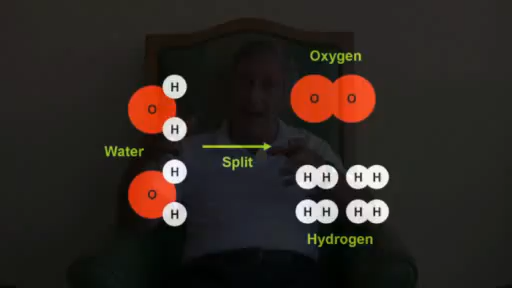 Oxygen
H
O
O O
H
Water
Split
H
H H H H
O
H
H H H H
Hydrogen